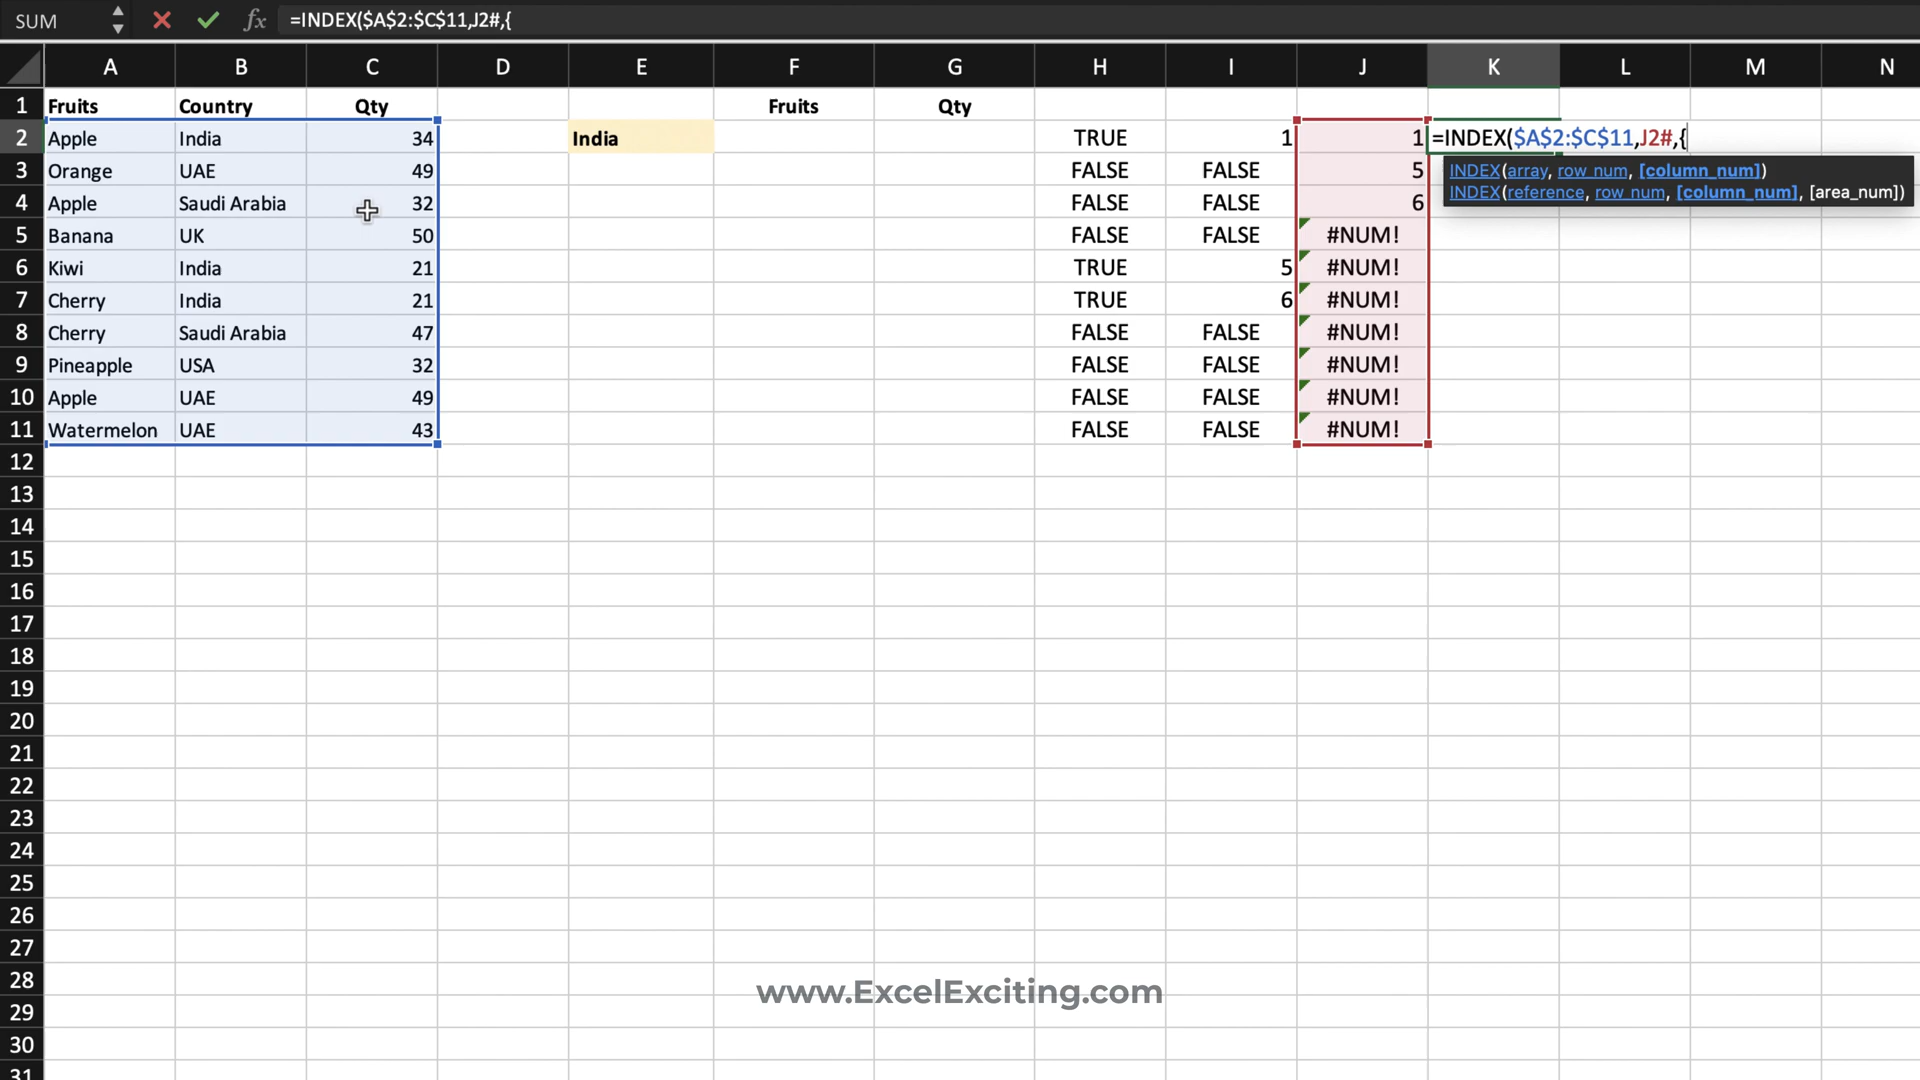 SUM fx =INDEX($A$2:$C$11,J2#,{
A B C D E F G H I J K L M N
1 Fruits Country Qty Fruits Qty
2 Apple India 34 India TRUE 1 1 =INDEX($A$2:$C$11,J2#,{
3 Orange UAE 49 FALSE FALSE 5 INDEX(array, row_num, [column_num])
INDEX(reference, row_num, [column_num], [area_num])
4 Apple Saudi Arabia 32 FALSE FALSE 6
5 Banana UK 50 FALSE FALSE #NUM!
6 Kiwi India 21 TRUE 5 #NUM!
7 Cherry India 21 TRUE 6 #NUM!
8 Cherry Saudi Arabia 47 FALSE FALSE #NUM!
9 Pineapple USA 32 FALSE FALSE #NUM!
10 Apple UAE 49 FALSE FALSE #NUM!
11 Watermelon UAE 43 FALSE FALSE #NUM!
12
13
14
15
16
17
18
19
20
21
22
23
24
25
26
27
28
www.ExcelExciting.com
29
30
31